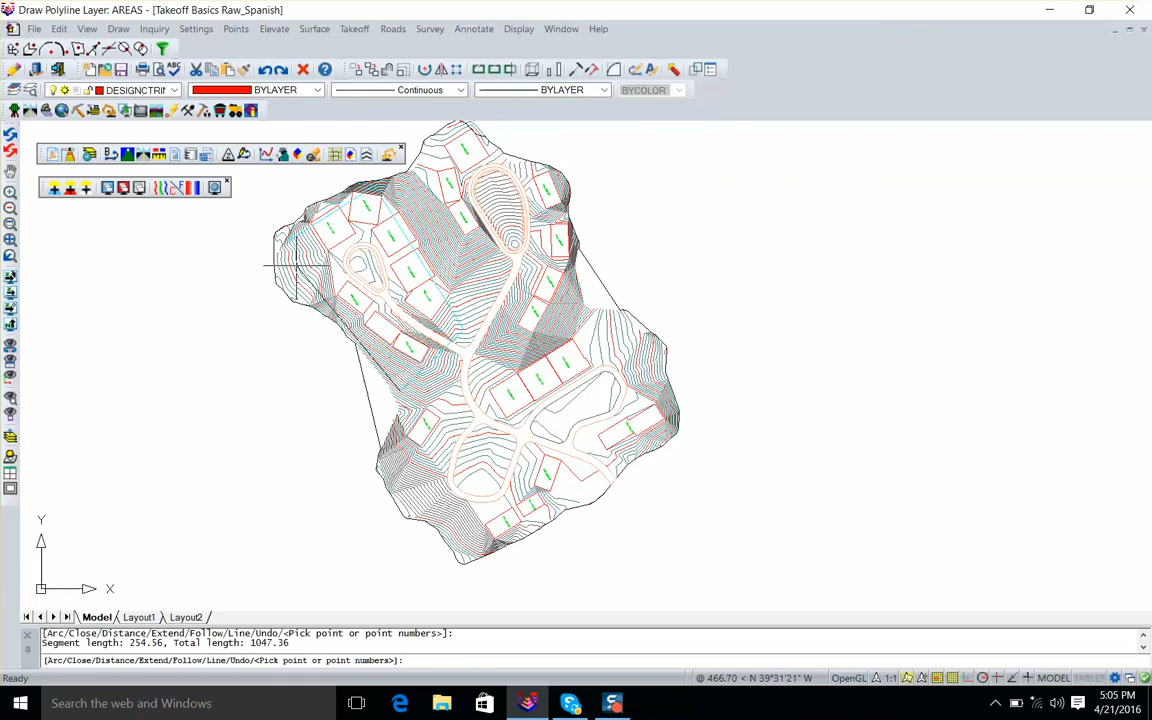 Draw Polyline Layer: AREAS - [Takeoff Basics Raw_Spanish]
File Edit View Draw Inquiry Settings Points Elevate Surface Takeoff Roads Survey Annotate Display Window Help
DESIGNCTRIN BYLAYER Continuous BYLAYER BYCOLOR
Y
X
Model Layout1 Layout2
[Arc/Close/Distance/Extend/Follow/Line/Undo/<Pick point or point numbers>]:
Segment length: 254.56, Total length: 1047.36
[Arc/Close/Distance/Extend/Follow/Line/Undo/<Pick point or point numbers>]:
Ready @ 466.70 < N 39°31'21" W OpenGL 1:1 MODEL TABLET
Search the web and Windows
5:05 PM
4/21/2016